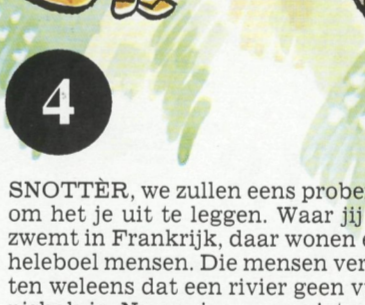 4
SNOTTÈR, we zullen eens probe
om het je uit te leggen. Waar jij
zwemt in Frankrijk, daar wonen e
heleboel mensen. Die mensen ver
ten weleens dat een rivier geen v